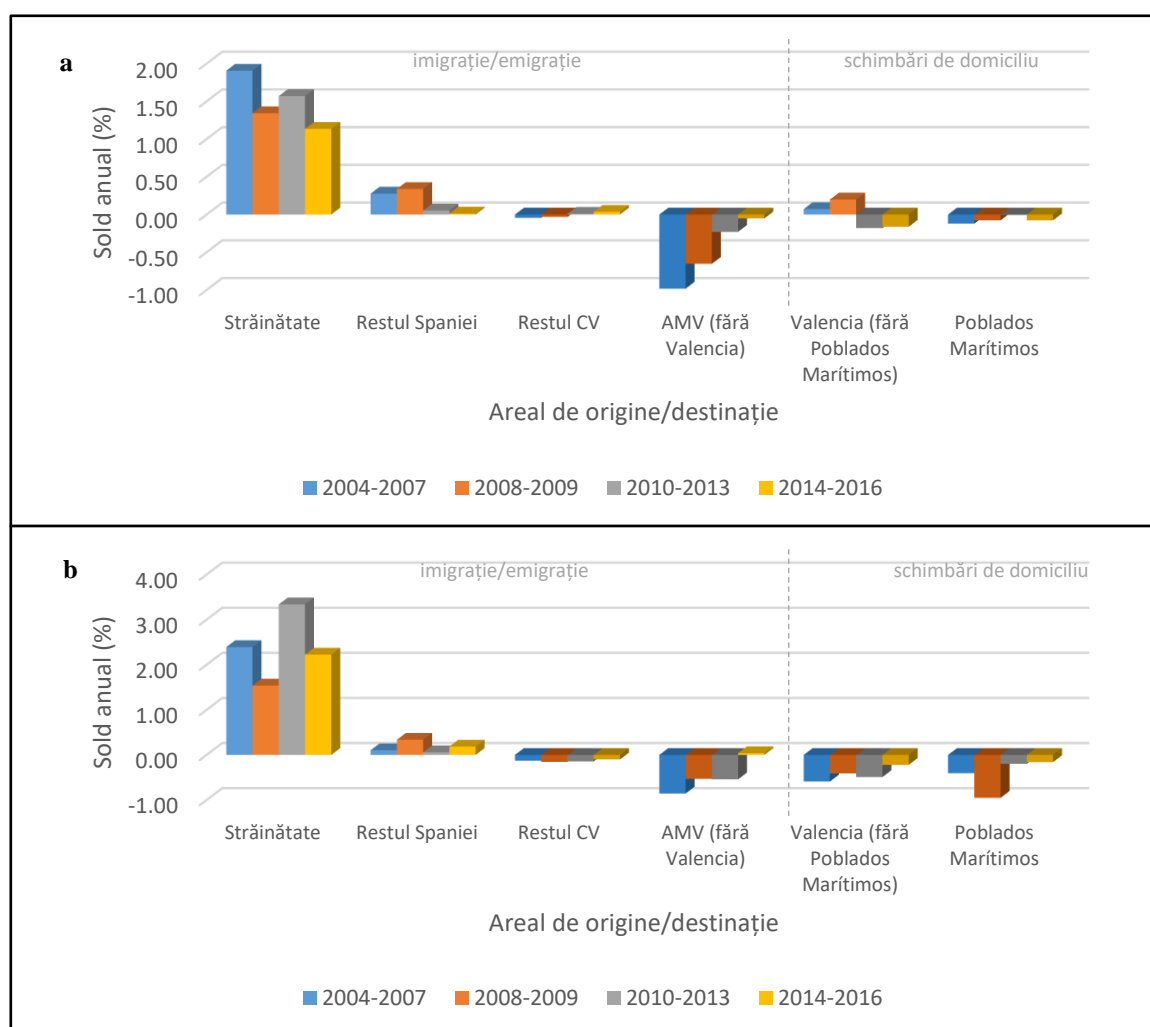 a
imigrație/emigrație
schimbări de domiciliu
Sold anual (%)
2.00
1.50
1.00
0.50
0.00
-0.50
-1.00
Străinătate
Restul Spaniei
Restul CV
AMV (fără
Valencia)
Valencia (fără
Poblados
Marítimos)
Poblados
Marítimos
Areal de origine/destinație
2004-2007
2008-2009
2010-2013
2014-2016
b
imigrație/emigrație
schimbări de domiciliu
Sold anual (%)
4.00
3.00
2.00
1.00
0.00
-1.00
Străinătate
Restul Spaniei
Restul CV
AMV (fără
Valencia)
Valencia (fără
Poblados
Marítimos)
Poblados
Marítimos
Areal de origine/destinație
2004-2007
2008-2009
2010-2013
2014-2016